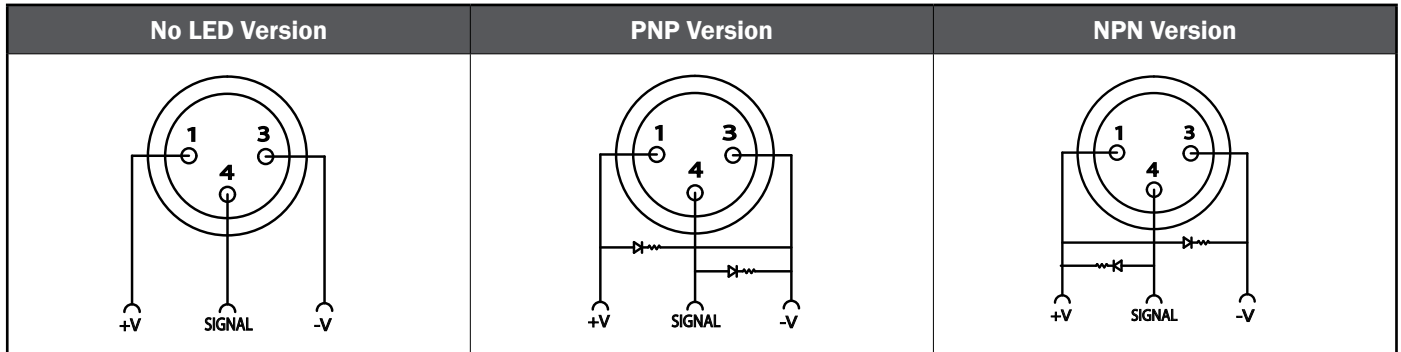 No LED Version
PNP Version
NPN Version
1 3
4
+V SIGNAL -V
1 3
4
+V SIGNAL -V
1 3
4
+V SIGNAL -V